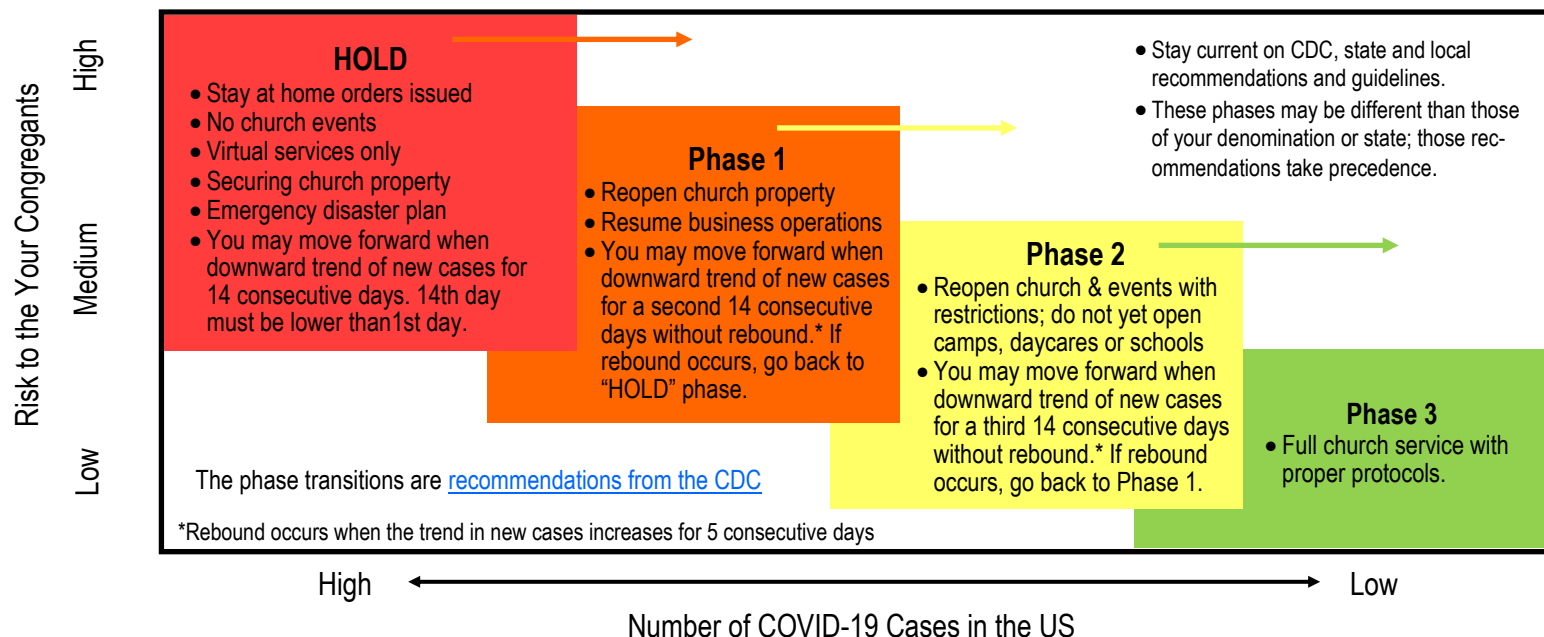 Risk to the Your Congregants
High
Medium
Low
HOLD
• Stay at home orders issued
• No church events
• Virtual services only
• Securing church property
• Emergency disaster plan
• You may move forward when
downward trend of new cases for
14 consecutive days. 14th day
must be lower than1st day.
Phase 1
• Reopen church property
• Resume business operations
• You may move forward when
downward trend of new cases
for a second 14 consecutive
days without rebound.* If
rebound occurs, go back to
“HOLD” phase.
Phase 2
• Reopen church & events with
restrictions; do not yet open
camps, daycares or schools
• You may move forward when
downward trend of new cases
for a third 14 consecutive days
without rebound.* If rebound
occurs, go back to Phase 1.
Phase 3
• Full church service with
proper protocols.
• Stay current on CDC, state and local
recommendations and guidelines.
• These phases may be different than those
of your denomination or state; those rec-
ommendations take precedence.
The phase transitions are recommendations from the CDC
*Rebound occurs when the trend in new cases increases for 5 consecutive days
High
Low
Number of COVID-19 Cases in the US